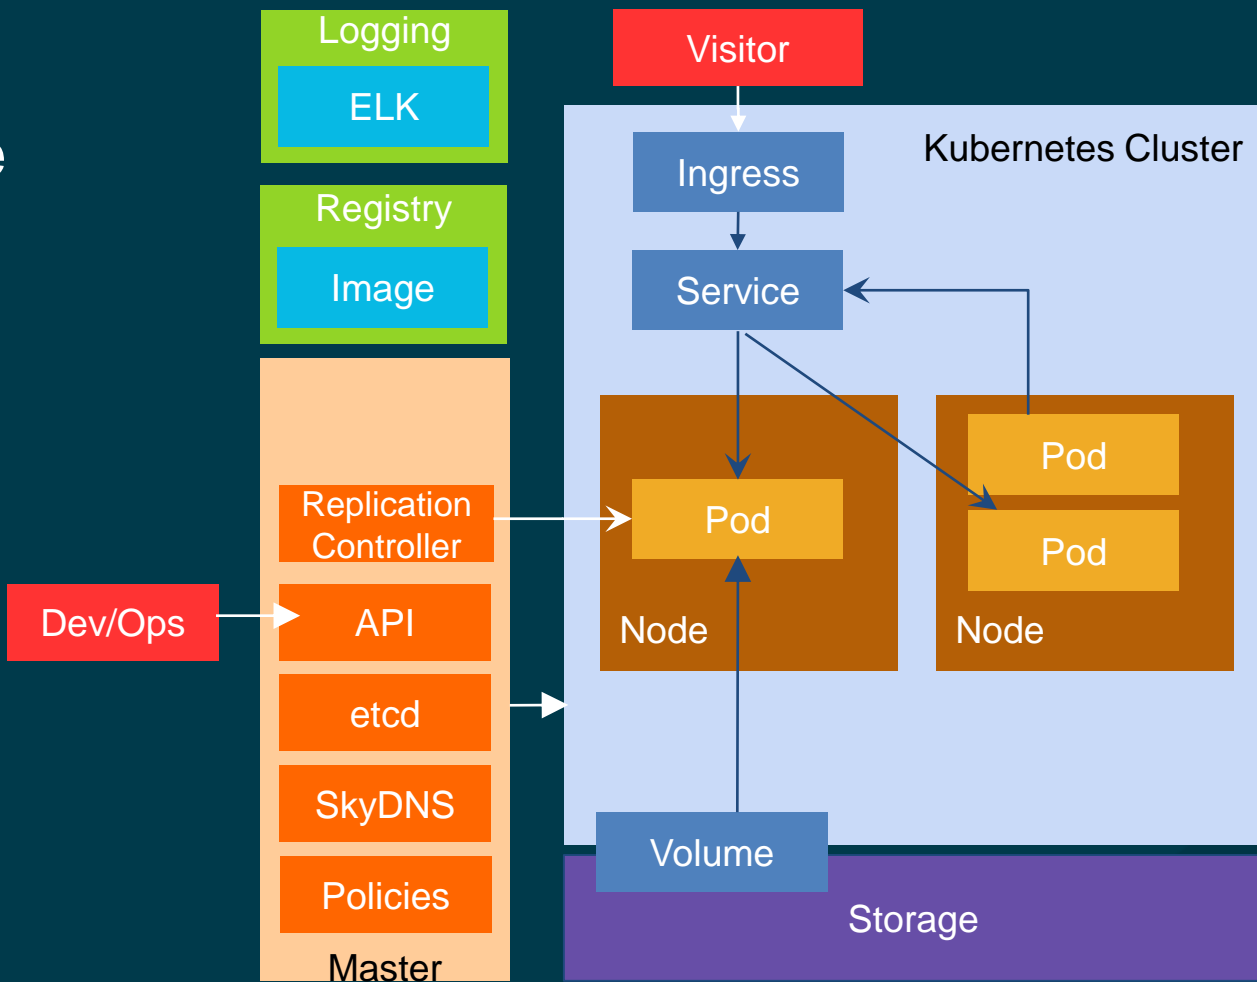 Logging
ELK
Registry
Image
Visitor
Kubernetes Cluster
Ingress
Service
Pod
Node
Pod
Pod
Node
Replication
Controller
API
etcd
SkyDNS
Policies
Master
Dev/Ops
Volume
Storage